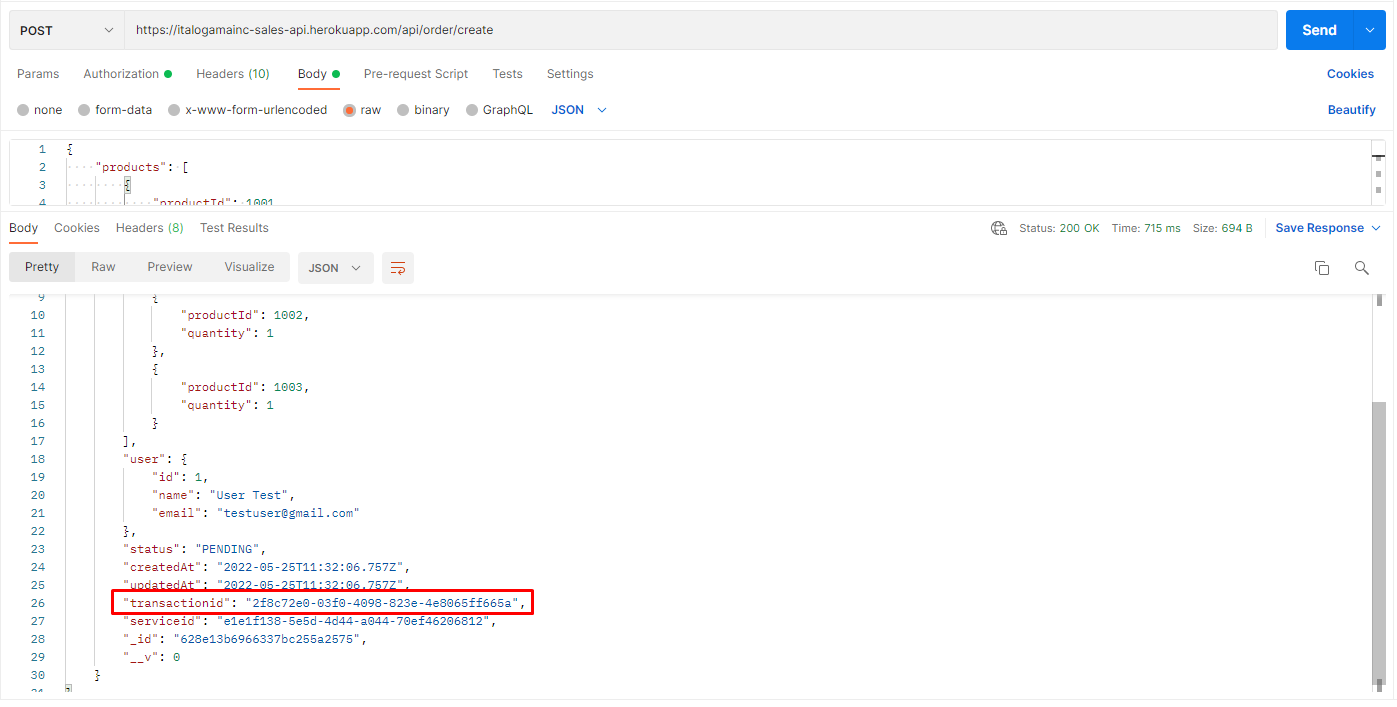 POST https://italogamainc-sales-api.herokuapp.com/api/order/create Send
Params Authorization Headers (10) Body Pre-request Script Tests Settings Cookies
none form-data x-www-form-urlencoded raw binary GraphQL JSON Beautify
1 {
2 "products": [
3 {
4 "productId": 1001
Body Cookies Headers (8) Test Results Status: 200 OK Time: 715 ms Size: 694 B Save Response
Pretty Raw Preview Visualize JSON
9 {
10 "productId": 1002,
11 "quantity": 1
12 },
13 {
14 "productId": 1003,
15 "quantity": 1
16 }
17 ],
18 "user": {
19 "id": 1,
20 "name": "User Test",
21 "email": "testuser@gmail.com"
22 },
23 "status": "PENDING",
24 "createdAt": "2022-05-25T11:32:06.757Z",
25 "updatedAt": "2022-05-25T11:32:06.757Z",
26 "transactionid": "2f8c72e0-03f0-4098-823e-4e8065ff665a",
27 "serviceid": "e1e1f138-5e5d-4d44-a044-70ef46206812",
28 "_id": "628e13b6966337bc255a2575",
29 "__v": 0
30 }
31 }